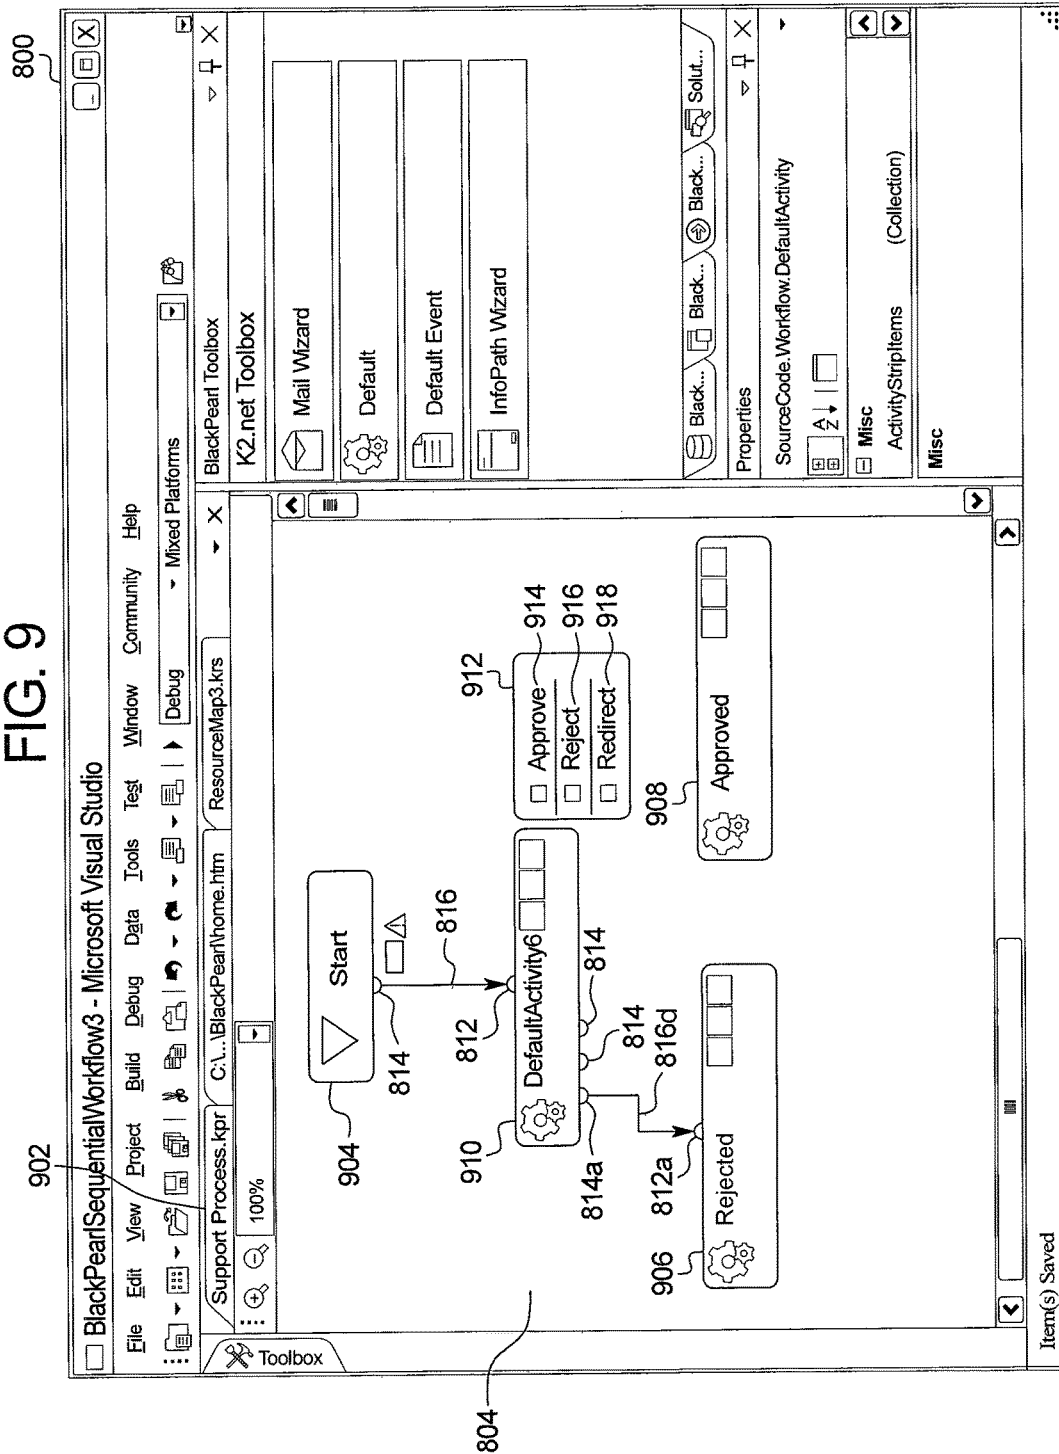 FIG. 9
800
BlackPearlSequentialWorkflow3 - Microsoft Visual Studio
902
File Edit View Project Build Debug Data Tools Test Window Community Help
Debug Mixed Platforms
Support Process.kpr C:\...\BlackPearl\home.htm ResourceMap3.krs
100%
Toolbox
804
904
Start
814
816
812
910
DefaultActivity6
814
814
814a
816d
812a
906
Rejected
912
Approve 914
Reject 916
Redirect 918
908
Approved
BlackPearl Toolbox
K2.net Toolbox
Mail Wizard
Default
Default Event
InfoPath Wizard
Black... Black... Black... Solut...
Properties
SourceCode.Workflow.DefaultActivity
A
Z
Misc
ActivityStripItems (Collection)
Misc
Item(s) Saved